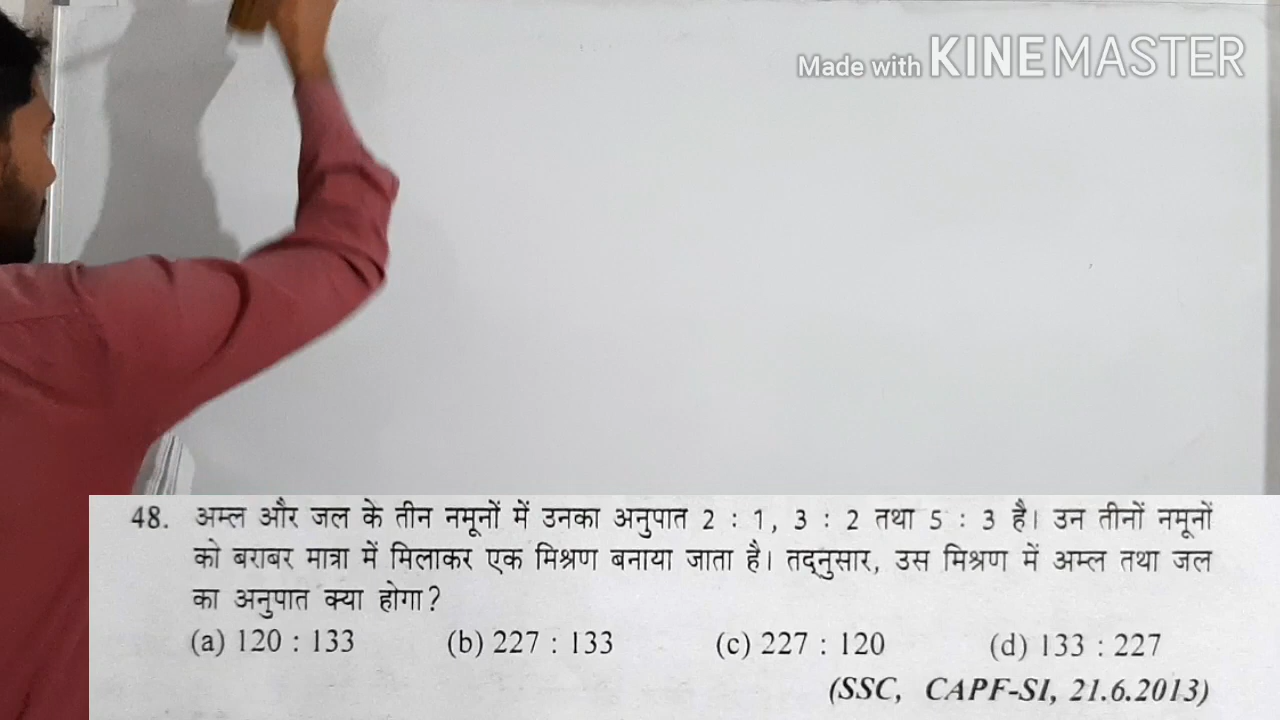 Made with KINEMASTER
48. अम्ल और जल के तीन नमूनों में उनका अनुपात 2 : 1, 3 : 2 तथा 5 : 3 है। उन तीनों नमूनों
को बराबर मात्रा में मिलाकर एक मिश्रण बनाया जाता है। तद्नुसार, उस मिश्रण में अम्ल तथा जल
का अनुपात क्या होगा?
(a) 120 : 133 (b) 227 : 133 (c) 227 : 120 (d) 133 : 227
(SSC, CAPF-SI, 21.6.2013)